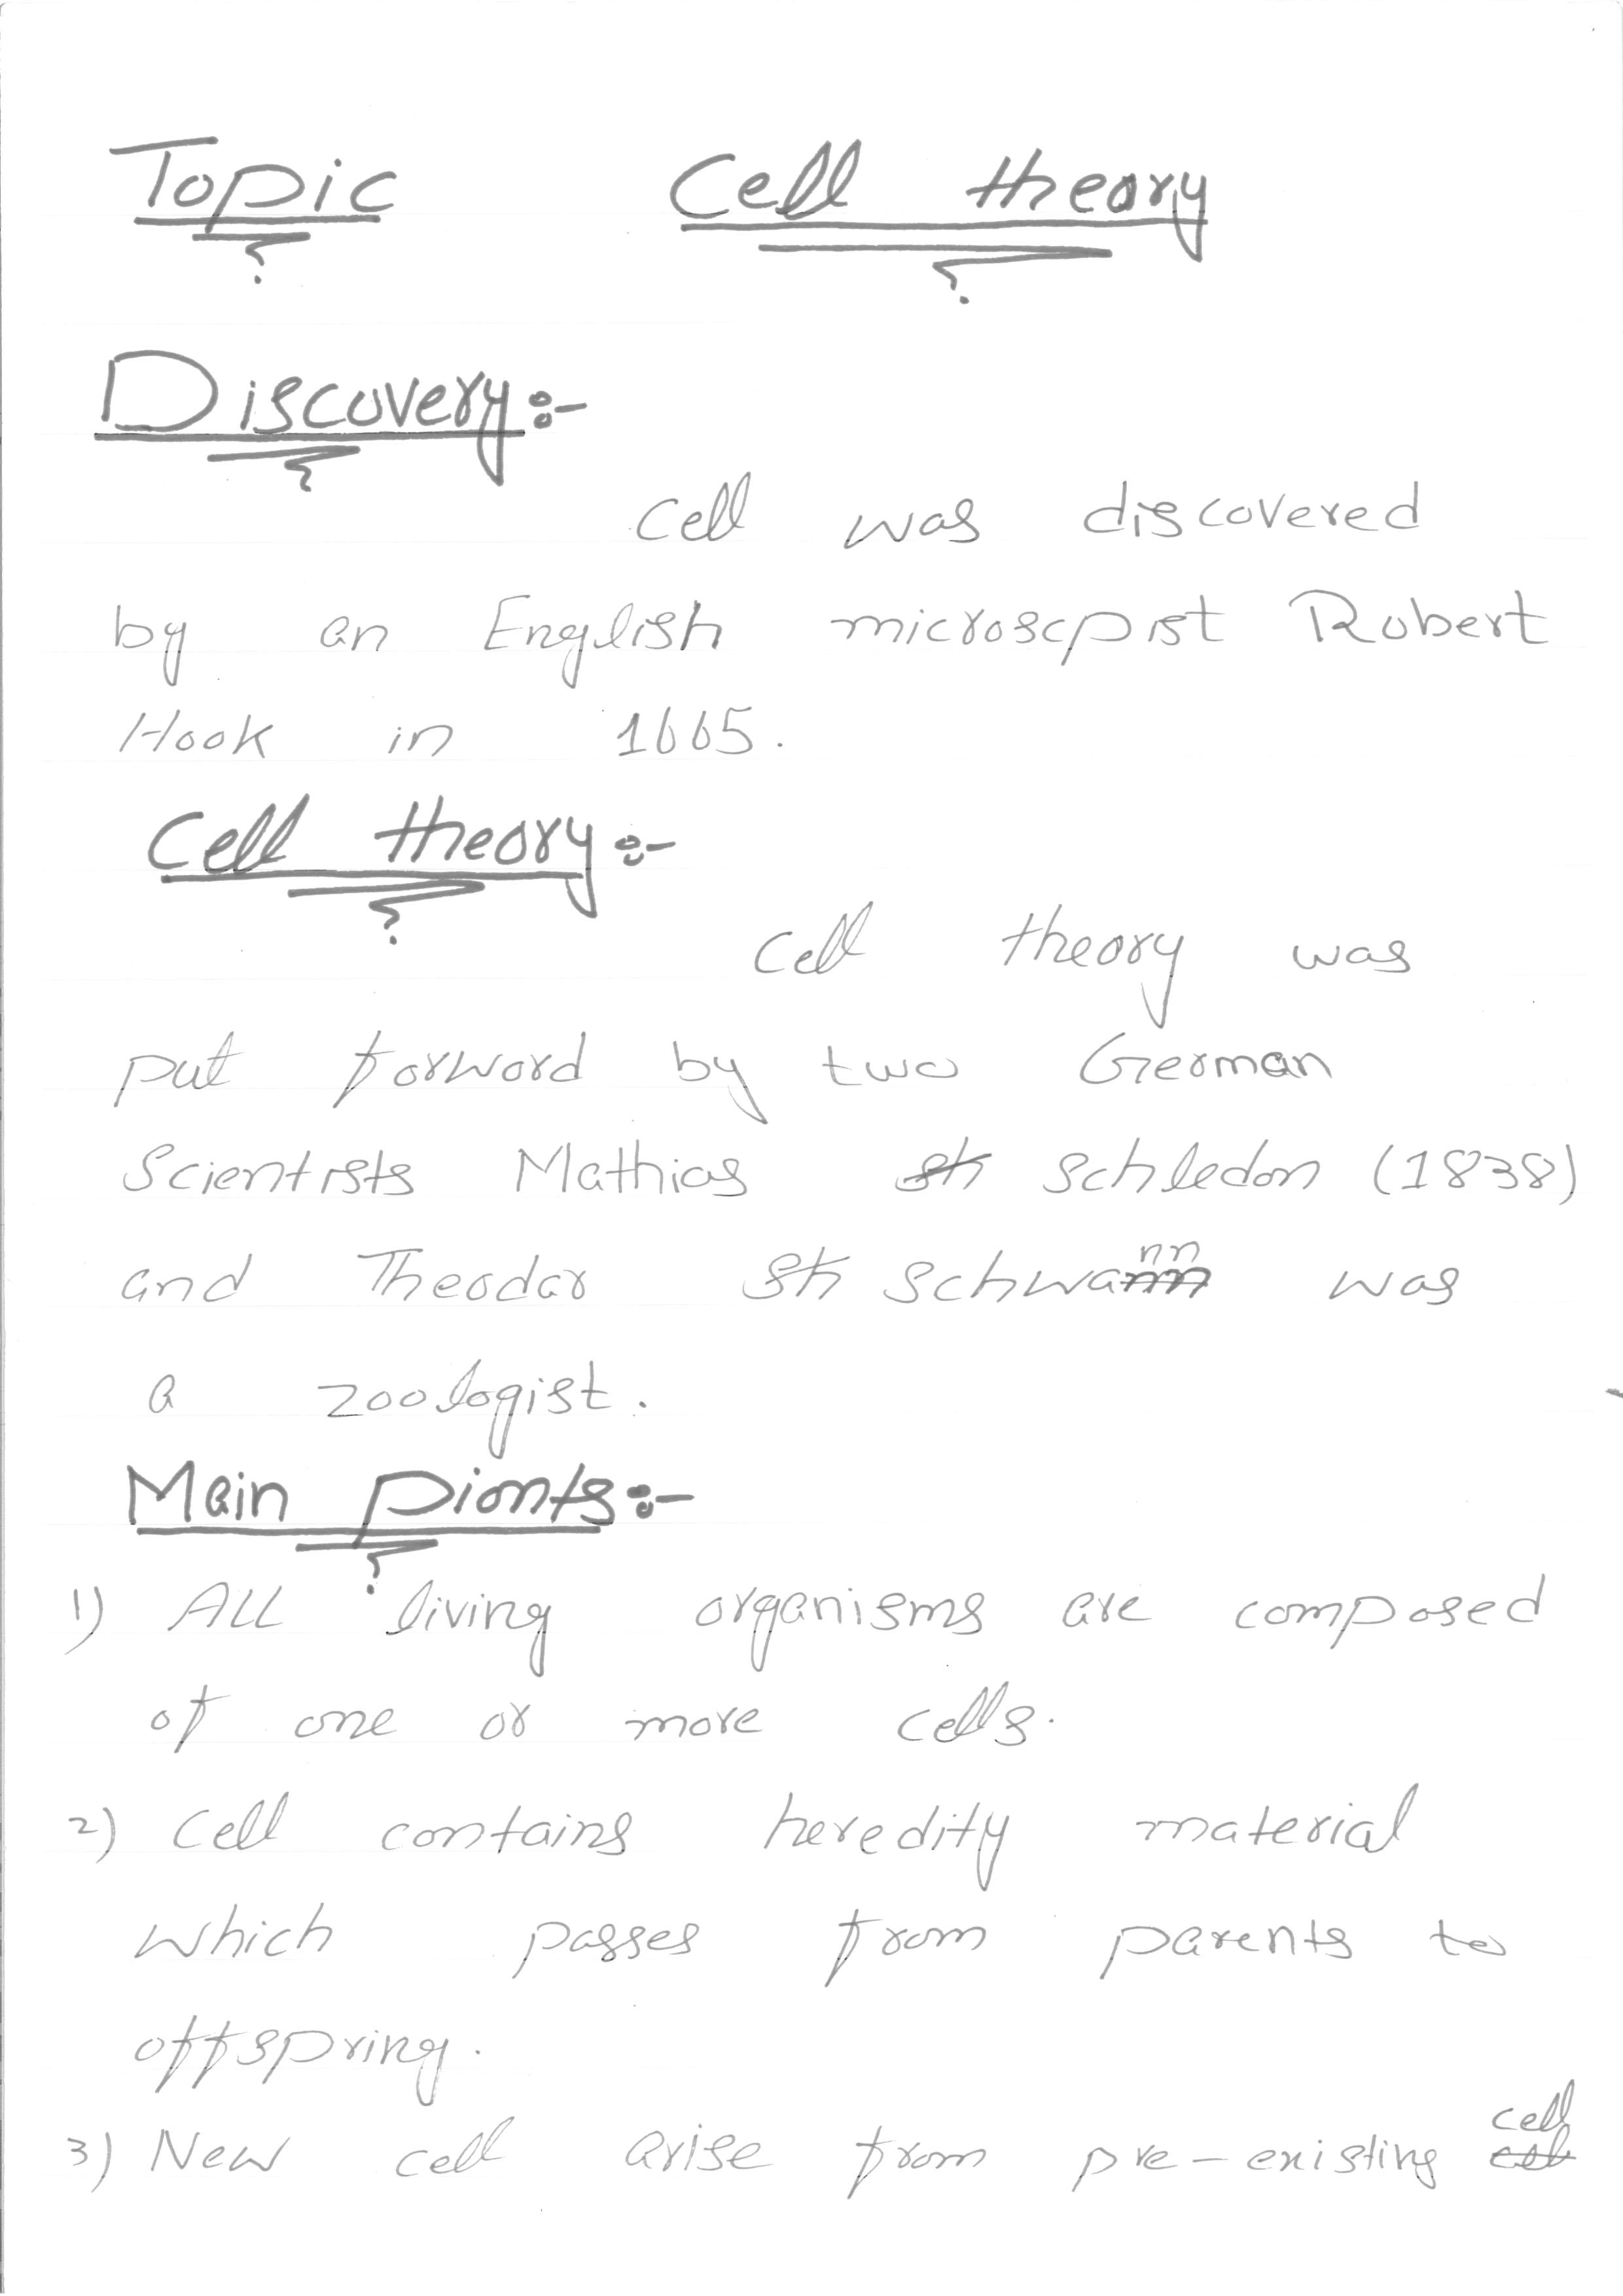 Topic Cell theory
Discovery:-
Cell was discovered
by an English microscpist Robert
Hook in 1665.
Cell theory:-
Cell theory was
put forward by two German
Scientists Mathias sh Schledon (1838)
and Theodar Sh Schwann was
a zoologist.
Main pionts:-
1) All living organisms are composed
of one or more cells.
2) Cell contains heredity material
which passes from parents to
offspring.
3) New cell arise from pre-existing cell